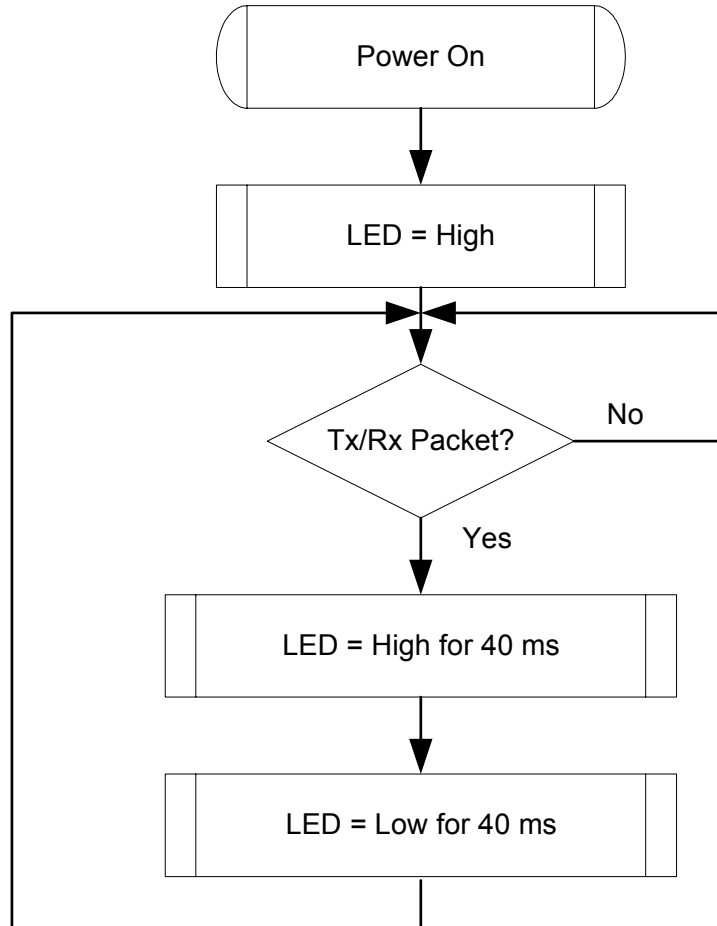 Power On
LED = High
Tx/Rx Packet?
No
Yes
LED = High for 40 ms
LED = Low for 40 ms